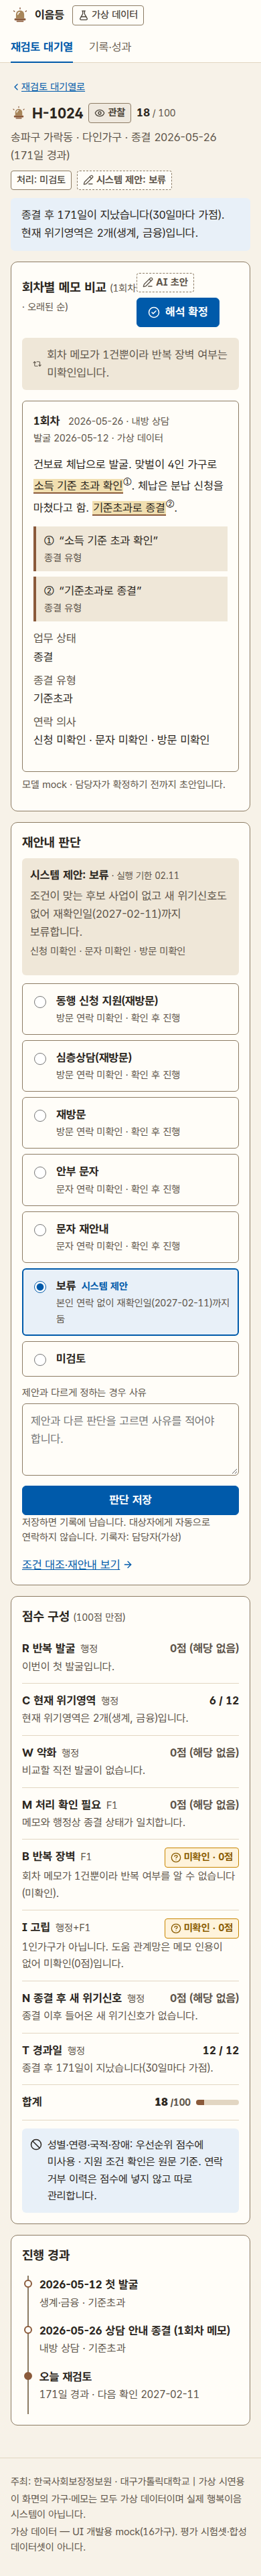 이음등 가상 데이터
재검토 대기열 기록·성과
재검토 대기열로
H-1024 관찰 18 / 100
송파구 가락동 · 다인가구 · 종결 2026-05-26
(171일 경과)
처리: 미검토 시스템 제안: 보류
종결 후 171일이 지났습니다(30일마다 가점).
현재 위기영역은 2개(생계, 금융)입니다.
회차별 메모 비교 (1회차 AI 초안
· 오래된 순) 해석 확정
회차 메모가 1건뿐이라 반복 장벽 여부는
미확인입니다.
1회차 2026-05-26 · 내방 상담
발굴 2026-05-12 · 가상 데이터
건보료 체납으로 발굴. 맞벌이 4인 가구로
소득 기준 초과 확인①. 체납은 분납 신청을
마쳤다고 함. 기준초과로 종결②.
① “소득 기준 초과 확인”
종결 유형
② “기준초과로 종결”
종결 유형
업무 상태
종결
종결 유형
기준초과
연락 의사
신청 미확인 · 문자 미확인 · 방문 미확인
모델 mock · 담당자가 확정하기 전까지 초안입니다.
재안내 판단
시스템 제안: 보류 · 실행 기한 02.11
조건이 맞는 후보 사업이 없고 새 위기신호도
없어 재확인일(2027-02-11)까지
보류합니다.
신청 미확인 · 문자 미확인 · 방문 미확인
동행 신청 지원(재방문)
방문 연락 미확인 · 확인 후 진행
심층상담(재방문)
방문 연락 미확인 · 확인 후 진행
재방문
방문 연락 미확인 · 확인 후 진행
안부 문자
문자 연락 미확인 · 확인 후 진행
문자 재안내
문자 연락 미확인 · 확인 후 진행
보류 시스템 제안
본인 연락 없이 재확인일(2027-02-11)까지
둠
미검토
제안과 다르게 정하는 경우 사유
제안과 다른 판단을 고르면 사유를 적어야
합니다.
판단 저장
저장하면 기록에 남습니다. 대상자에게 자동으로
연락하지 않습니다. 기록자: 담당자(가상)
조건 대조·재안내 보기 →
점수 구성 (100점 만점)
R 반복 발굴 행정 0점 (해당 없음)
이번이 첫 발굴입니다.
C 현재 위기영역 행정 6 / 12
현재 위기영역은 2개(생계, 금융)입니다.
W 악화 행정 0점 (해당 없음)
비교할 직전 발굴이 없습니다.
M 처리 확인 필요 F1 0점 (해당 없음)
메모와 행정상 종결 상태가 일치합니다.
B 반복 장벽 F1 미확인 · 0점
회차 메모가 1건뿐이라 반복 여부를 알 수 없습니다
(미확인).
I 고립 행정+F1 미확인 · 0점
1인가구가 아닙니다. 도움 관계망은 메모 인용이
없어 미확인(0점)입니다.
N 종결 후 새 위기신호 행정 0점 (해당 없음)
종결 이후 들어온 새 위기신호가 없습니다.
T 경과일 행정 12 / 12
종결 후 171일이 지났습니다(30일마다 가점).
합계 18 /100
성별·연령·국적·장애: 우선순위 점수에
미사용 · 지원 조건 확인은 원문 기준. 연락
거부 이력은 점수에 넣지 않고 따로
관리합니다.
진행 경과
2026-05-12 첫 발굴
생계·금융 · 기준초과
2026-05-26 상담 안내 종결 (1회차 메모)
내방 상담 · 기준초과
오늘 재검토
171일 경과 · 다음 확인 2027-02-11
주최: 한국사회보장정보원 · 대구가톨릭대학교 | 가상 시연용
이 화면의 가구·메모는 모두 가상 데이터이며 실제 행복이음
시스템이 아닙니다.
가상 데이터 — UI 개발용 mock(16가구). 평가 시험셋·합성
데이터셋이 아니다.